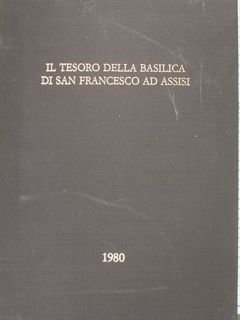 IL TESORO DELLA BASILICA
DI SAN FRANCESCO AD ASSISI
1980